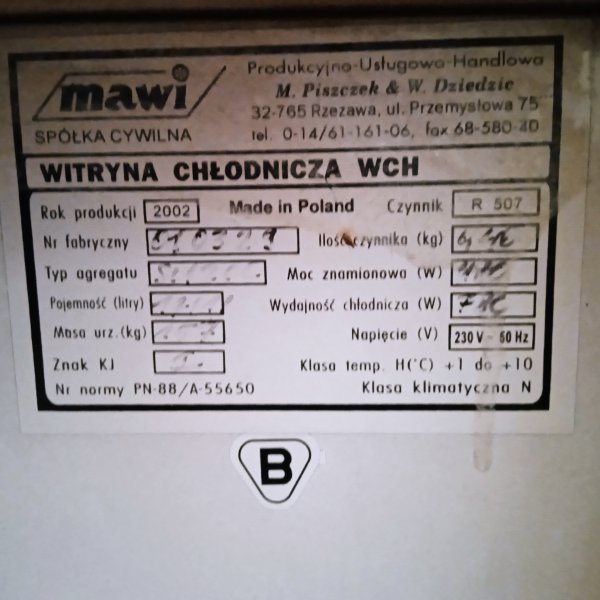 mawi
SPÓŁKA CYWILNA
Produkcyjno-Usługowo-Handlowa
M. Piszczek & W. Dziedzic
32-765 Rzezawa, ul. Przemysłowa 75
tel. 0-14/61-161-06, fax 68-580-40
WITRYNA CHŁODNICZA WCH
Rok produkcji 2002 Made in Poland Czynnik R 507
Nr fabryczny Ilość czynnika (kg)
Typ agregatu Moc znamionowa (W)
Pojemność (litry) Wydajność chłodnicza (W)
Masa urz.(kg) Napięcie (V) 230 V ~ 50 Hz
Znak KJ Klasa temp. H(°C) +1 do +10
Nr normy PN-88/A-55650 Klasa klimatyczna N
B